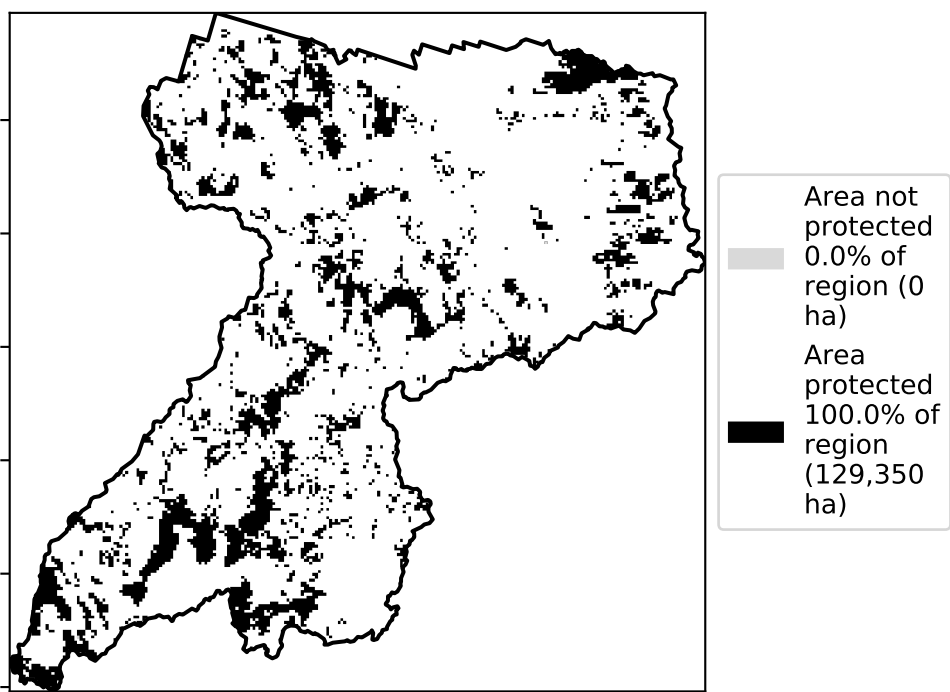 Area not
protected
0.0% of
region (0
ha)
Area
protected
100.0% of
region
(129,350
ha)